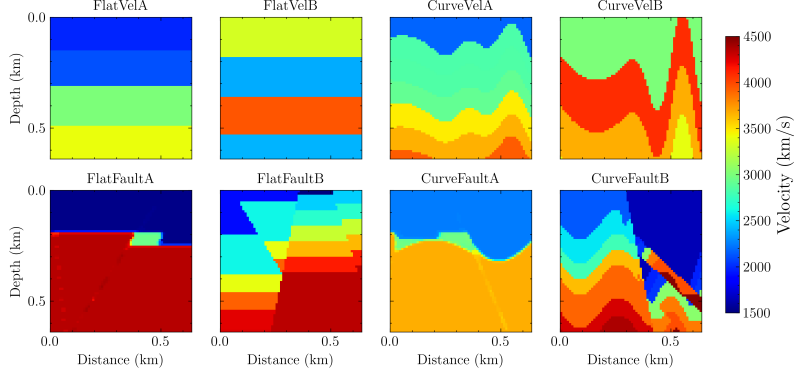 FlatVelA FlatVelB CurveVelA CurveVelB
0.0
Depth (km)
0.5
FlatFaultA FlatFaultB CurveFaultA CurveFaultB
0.0
Depth (km)
0.5
0.0 0.5 0.0 0.5 0.0 0.5 0.0 0.5
Distance (km) Distance (km) Distance (km) Distance (km)
4500
4000
3500
3000
2500
2000
1500
Velocity (km/s)